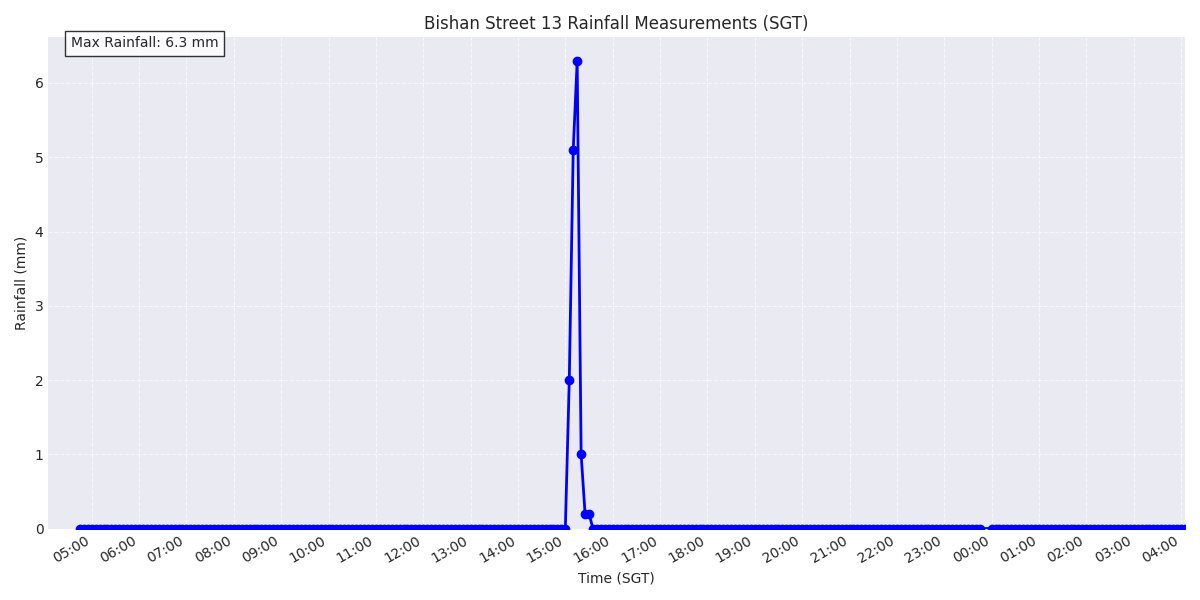 Bishan Street 13 Rainfall Measurements (SGT)
Max Rainfall: 6.3 mm
Rainfall (mm)
6
5
4
3
2
1
0
05:00 06:00 07:00 08:00 09:00 10:00 11:00 12:00 13:00 14:00 15:00 16:00 17:00 18:00 19:00 20:00 21:00 22:00 23:00 00:00 01:00 02:00 03:00 04:00
Time (SGT)